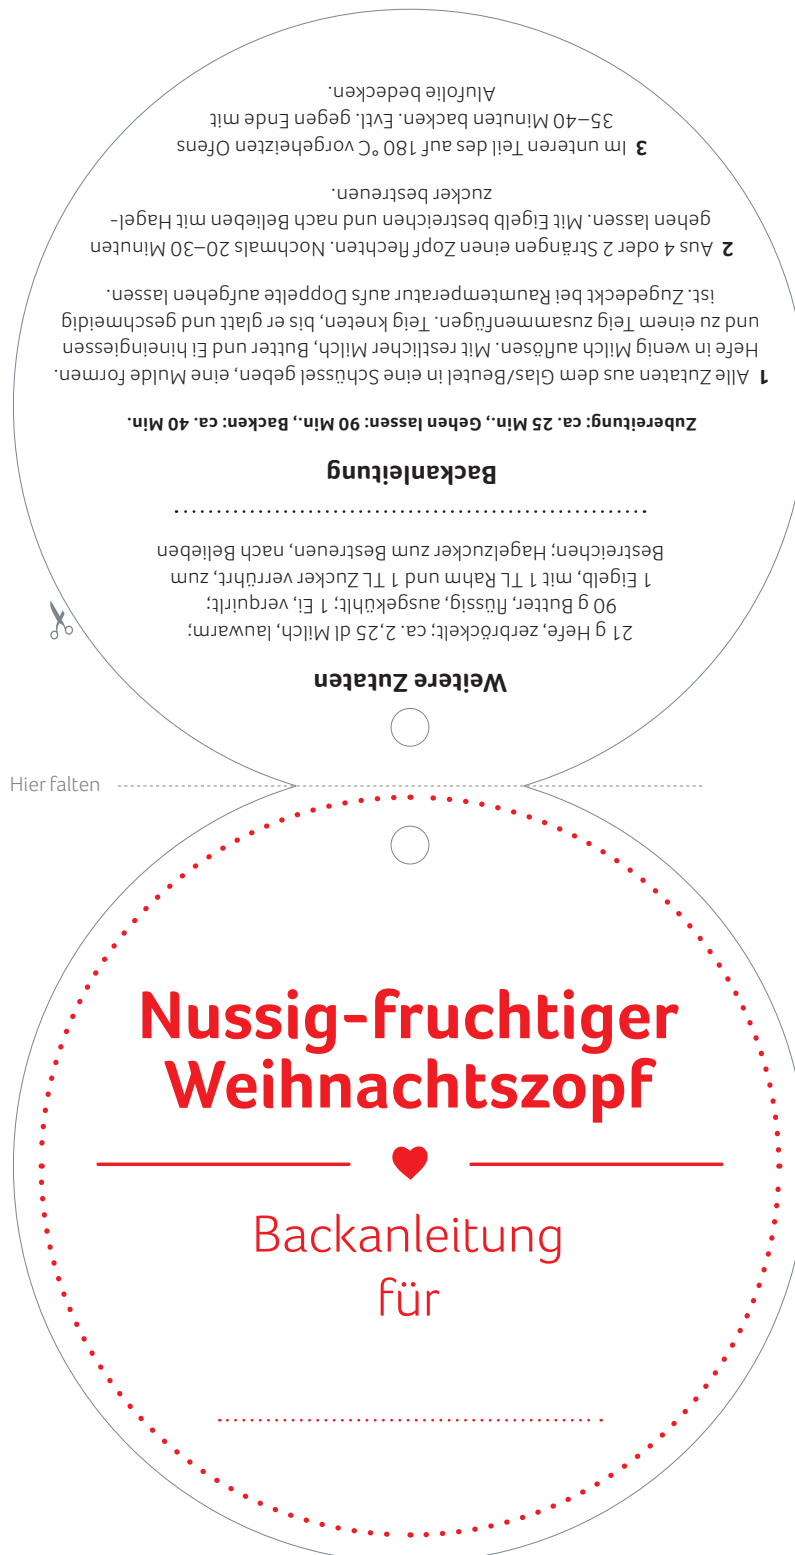 Weitere Zutaten
21 g Hefe, zerbröckelt; ca. 2,25 dl Milch, lauwarm;
90 g Butter, flüssig, ausgekühlt; 1 Ei, verquirlt;
1 Eigelb, mit 1 TL Rahm und 1 TL Zucker verrührt, zum
Bestreichen; Hagelzucker zum Bestreuen, nach Belieben
Backanleitung
Zubereitung: ca. 25 Min., Gehen lassen: 90 Min., Backen: ca. 40 Min.
1 Alle Zutaten aus dem Glas/Beutel in eine Schüssel geben, eine Mulde formen.
Hefe in wenig Milch auflösen. Mit restlicher Milch, Butter und Ei hineingiessen
und zu einem Teig zusammenfügen. Teig kneten, bis er glatt und geschmeidig
ist. Zugedeckt bei Raumtemperatur aufs Doppelte aufgehen lassen.
2 Aus 4 oder 2 Strängen einen Zopf flechten. Nochmals 20–30 Minuten
gehen lassen. Mit Eigelb bestreichen und nach Belieben mit Hagel-
zucker bestreuen.
3 Im unteren Teil des auf 180 °C vorgeheizten Ofens
35–40 Minuten backen. Evtl. gegen Ende mit
Alufolie bedecken.
Hier falten
Nussig-fruchtiger
Weihnachtszopf
Backanleitung
für